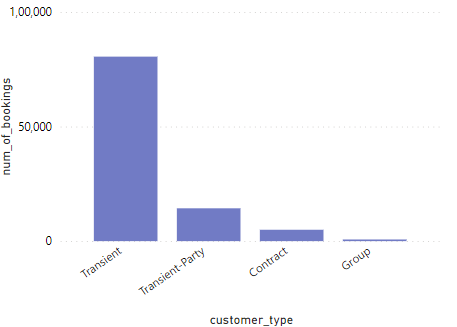 1,00,000
50,000
0
num_of_bookings
Transient
Transient-Party
Contract
Group
customer_type